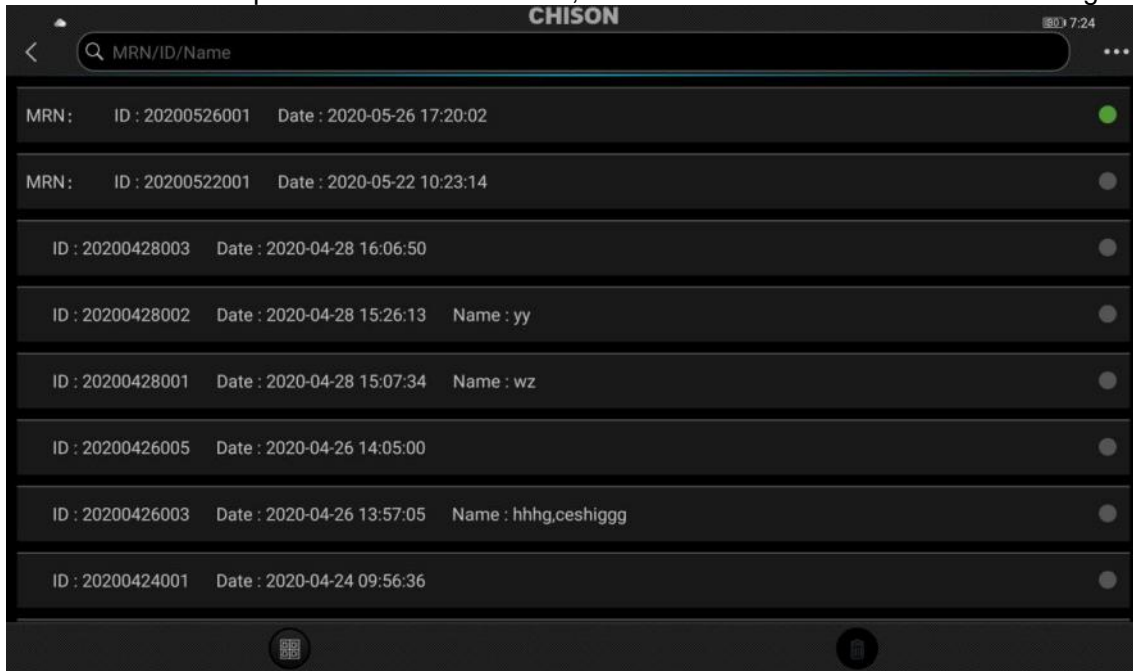 CHISON
7:24
MRN/ID/Name
MRN: ID : 20200526001 Date : 2020-05-26 17:20:02
MRN: ID : 20200522001 Date : 2020-05-22 10:23:14
ID : 20200428003 Date : 2020-04-28 16:06:50
ID : 20200428002 Date : 2020-04-28 15:26:13 Name : yy
ID : 20200428001 Date : 2020-04-28 15:07:34 Name : wz
ID : 20200426005 Date : 2020-04-26 14:05:00
ID : 20200426003 Date : 2020-04-26 13:57:05 Name : hhhg,ceshiggg
ID : 20200424001 Date : 2020-04-24 09:56:36